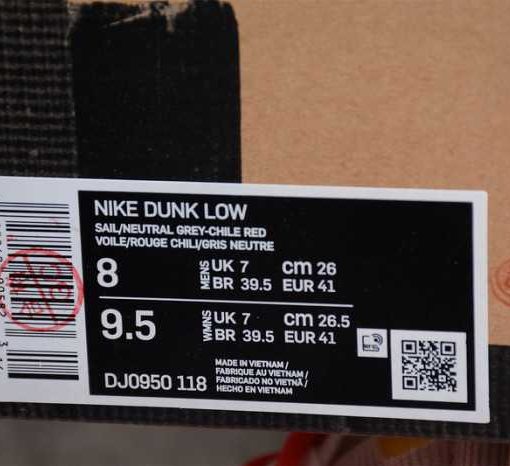 NIKE DUNK LOW
SAIL/NEUTRAL GREY-CHILE RED
VOILE/ROUGE CHILI/GRIS NEUTRE
8 MENS UK 7 cm 26
BR 39.5 EUR 41
9.5 WMNS UK 7 cm 26.5
BR 39.5 EUR 41
MADE IN VIETNAM /
FABRIQUE AU VIETNAM /
FABRICADO NO VIETNÃ /
HECHO EN VIETNAM
DJ0950 118